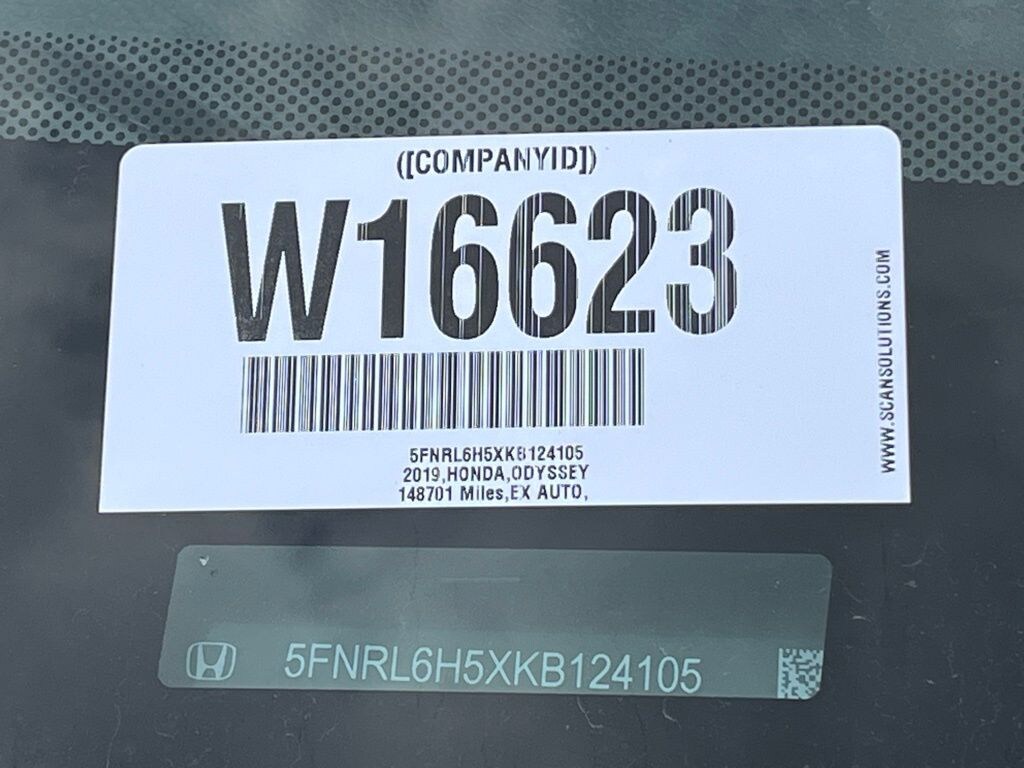 ([COMPANYID])
W16623
5FNRL6H5XKB124105
2019,HONDA,ODYSSEY
148701 Miles,EX AUTO,
WWW.SCANSOLUTIONS.COM
5FNRL6H5XKB124105